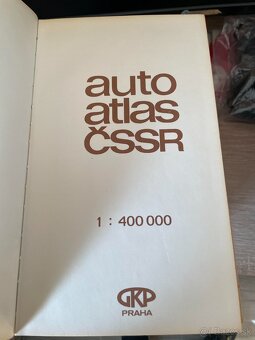 auto
atlas
ČSSR
1 : 400 000
GKP
PRAHA